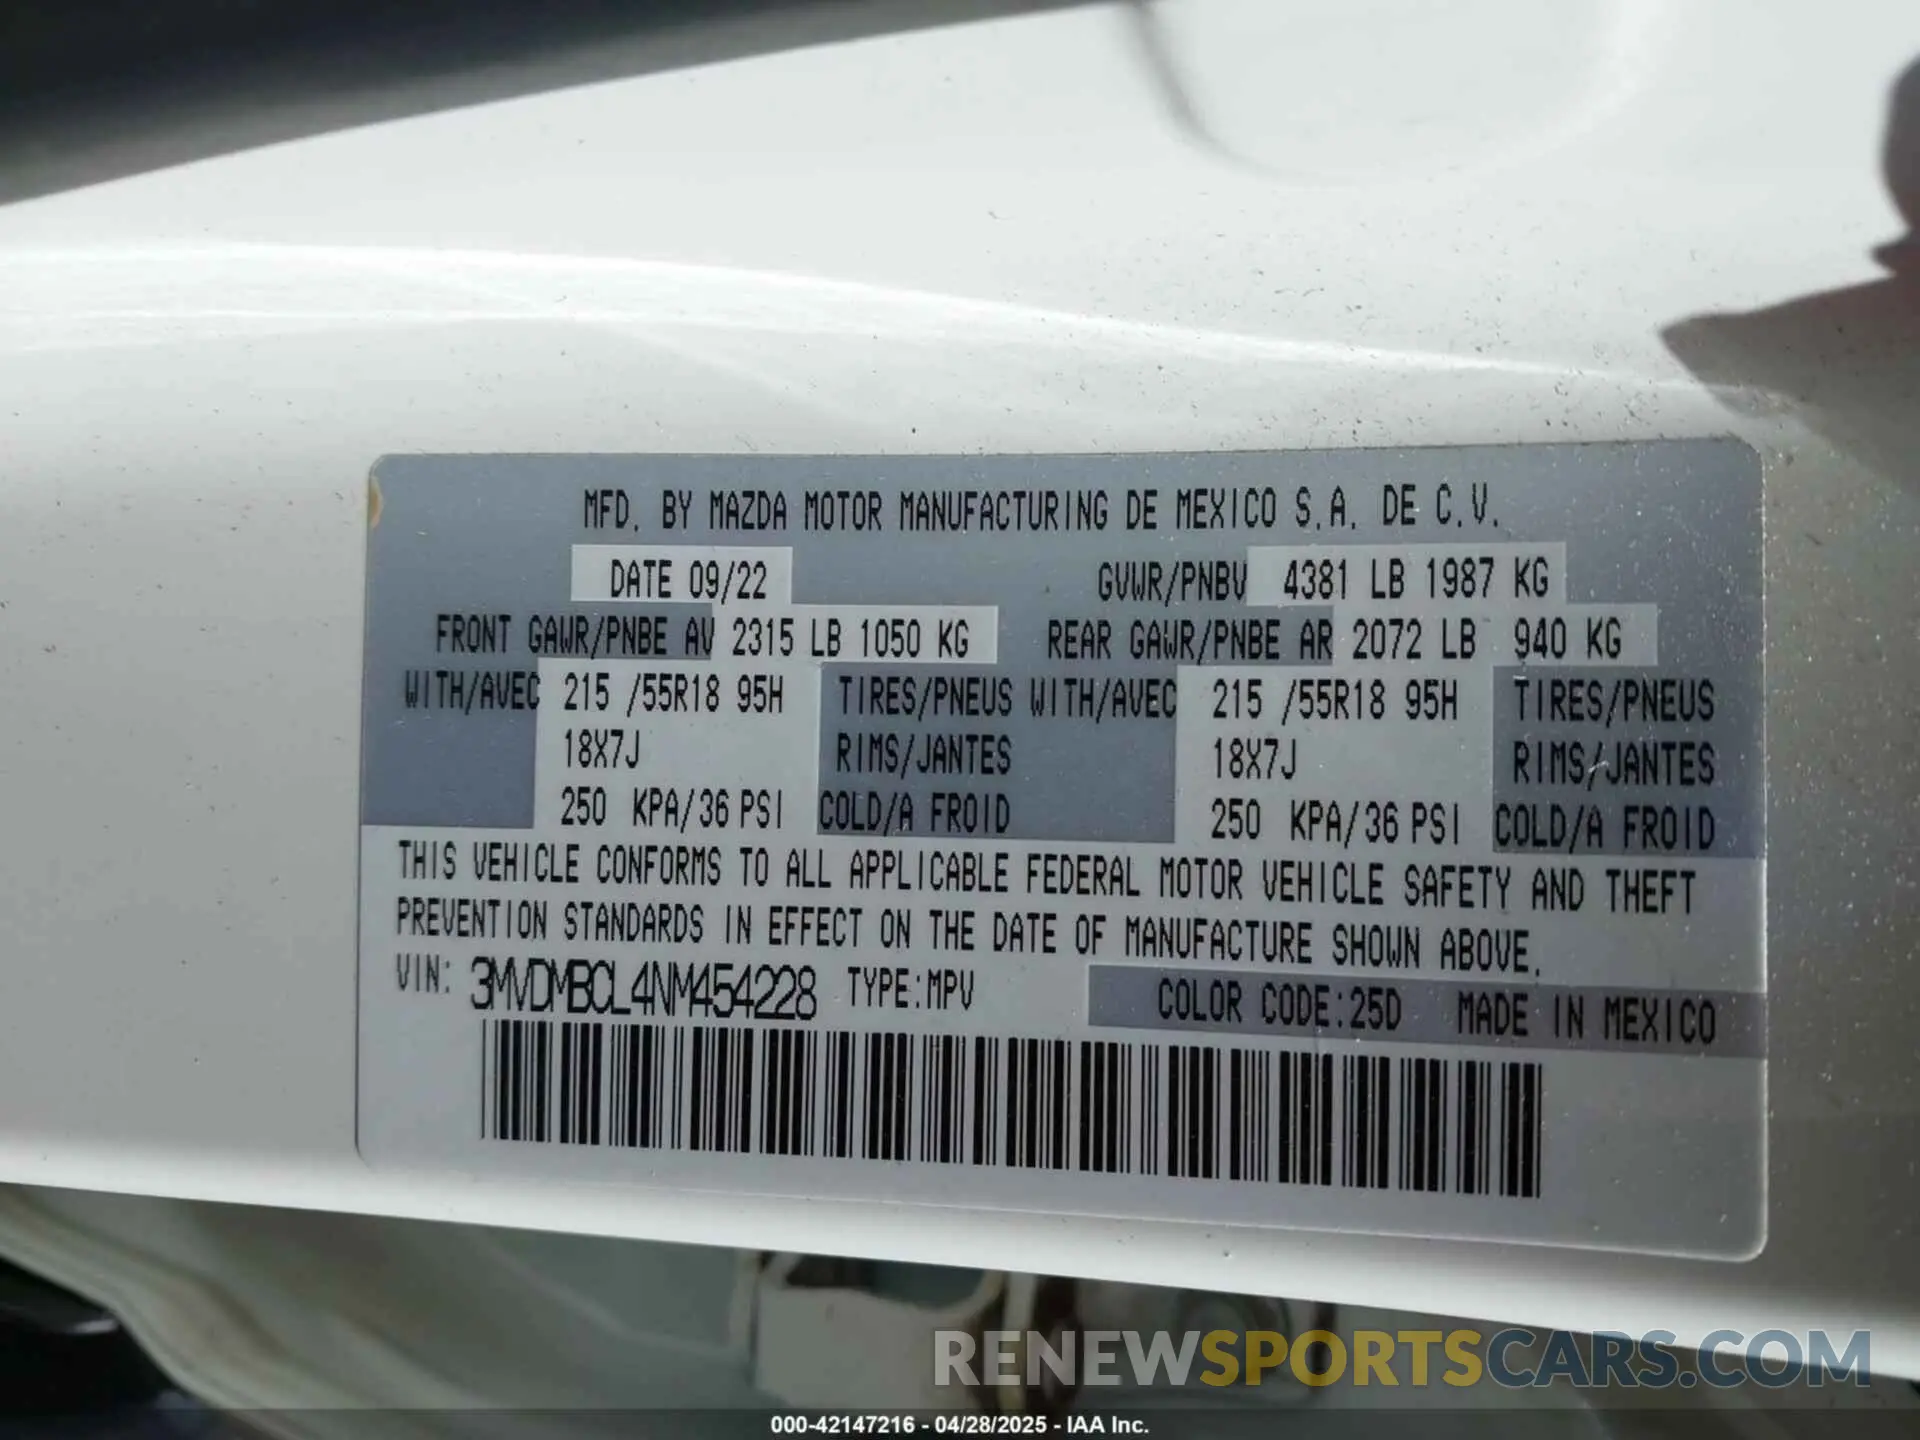 MFD. BY MAZDA MOTOR MANUFACTURING DE MEXICO S.A. DE C.V.
DATE 09/22 GVWR/PNBV 4381 LB 1987 KG
FRONT GAWR/PNBE AV 2315 LB 1050 KG REAR GAWR/PNBE AR 2072 LB 940 KG
WITH/AVEC 215 /55R18 95H TIRES/PNEUS WITH/AVEC 215 /55R18 95H TIRES/PNEUS
18X7J RIMS/JANTES 18X7J RIMS/JANTES
250 KPA/36 PSI COLD/A FROID 250 KPA/36 PSI COLD/A FROID
THIS VEHICLE CONFORMS TO ALL APPLICABLE FEDERAL MOTOR VEHICLE SAFETY AND THEFT
PREVENTION STANDARDS IN EFFECT ON THE DATE OF MANUFACTURE SHOWN ABOVE.
VIN: 3MVDMBCL4NM454228 TYPE:MPV COLOR CODE:25D MADE IN MEXICO
RENEWSPORTSCARS.COM
000-42147216 - 04/28/2025 - IAA Inc.